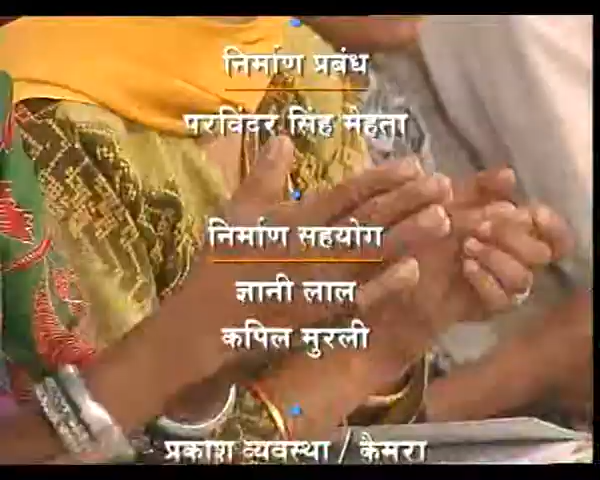 निर्माण प्रबंध
परविंदर सिंह मेहता
निर्माण सहयोग
ज्ञानी लाल
कपिल मुरली
प्रकाश व्यवस्था / कैमरा